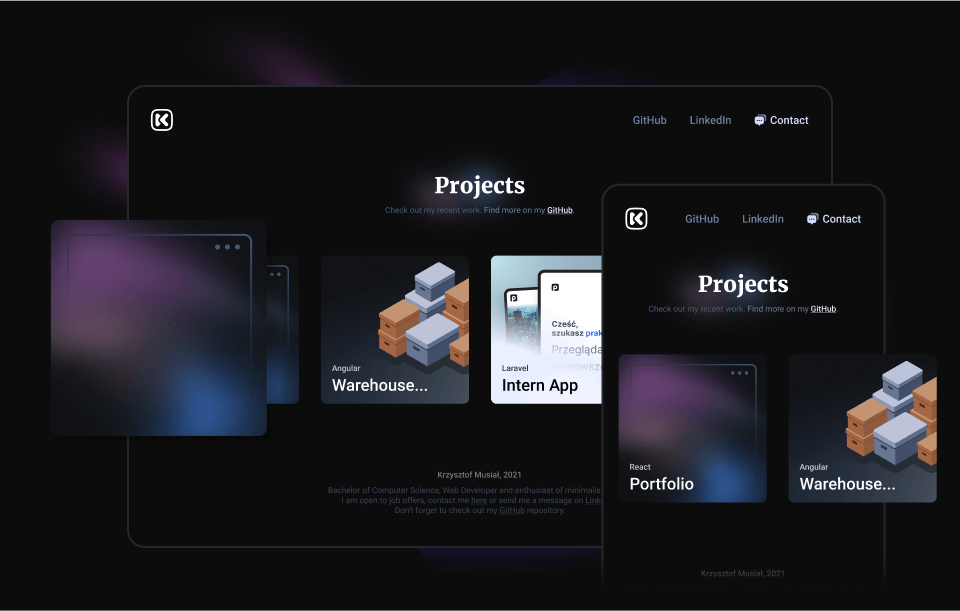 GitHub LinkedIn Contact
Projects
Check out my recent work. Find more on my GitHub.
Angular
Warehouse...
Cześć,
szukasz prak
Przegląda
Laravel
Intern App
Krzysztof Musiał, 2021
Bachelor of Computer Science, Web Developer and enthusiast of minimalis
I am open to job offers, contact me here or send me a message on Link
Don't forget to check out my GitHub repository.
GitHub LinkedIn Contact
Projects
Check out my recent work. Find more on my GitHub.
React
Portfolio
Angular
Warehouse...
Krzysztof Musiał, 2021